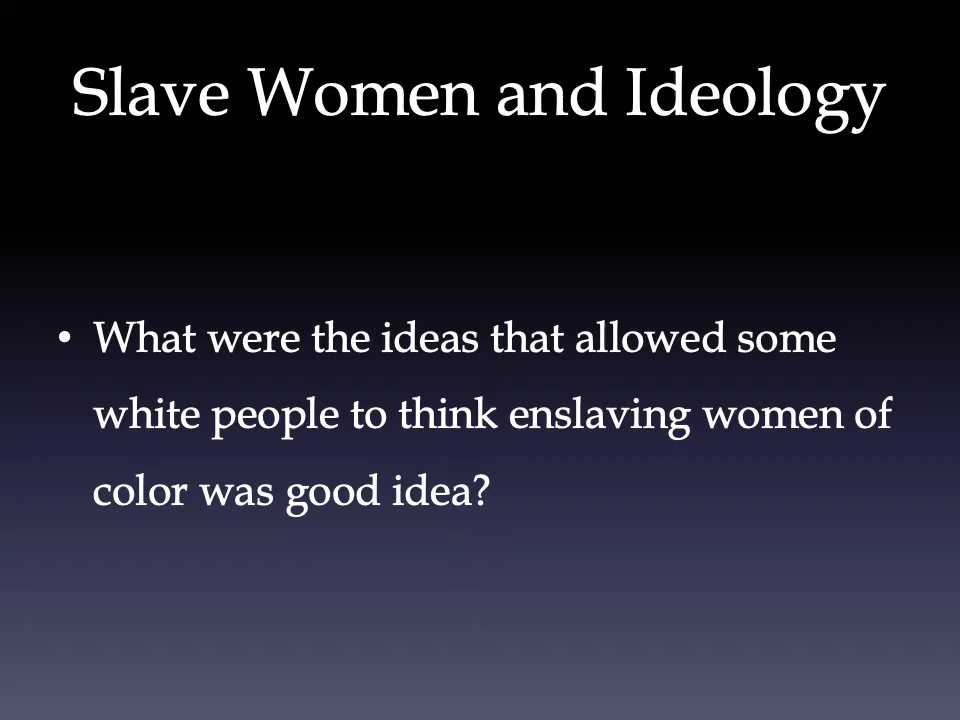 Slave Women and Ideology
• What were the ideas that allowed some
white people to think enslaving women of
color was good idea?